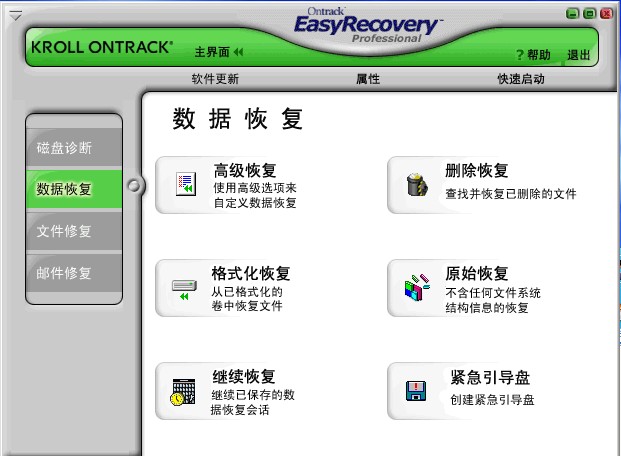 Ontrack
EasyRecovery™
Professional
KROLL ONTRACK®
主界面
?帮助
退出
软件更新
属性
快速启动
磁盘诊断
数据恢复
文件修复
邮件修复
数据恢复
高级恢复
使用高级选项来
自定义数据恢复
删除恢复
查找并恢复已删除的文件
格式化恢复
从已格式化的
卷中恢复文件
原始恢复
不含任何文件系统
结构信息的恢复
继续恢复
继续已保存的数
据恢复会话
紧急引导盘
创建紧急引导盘